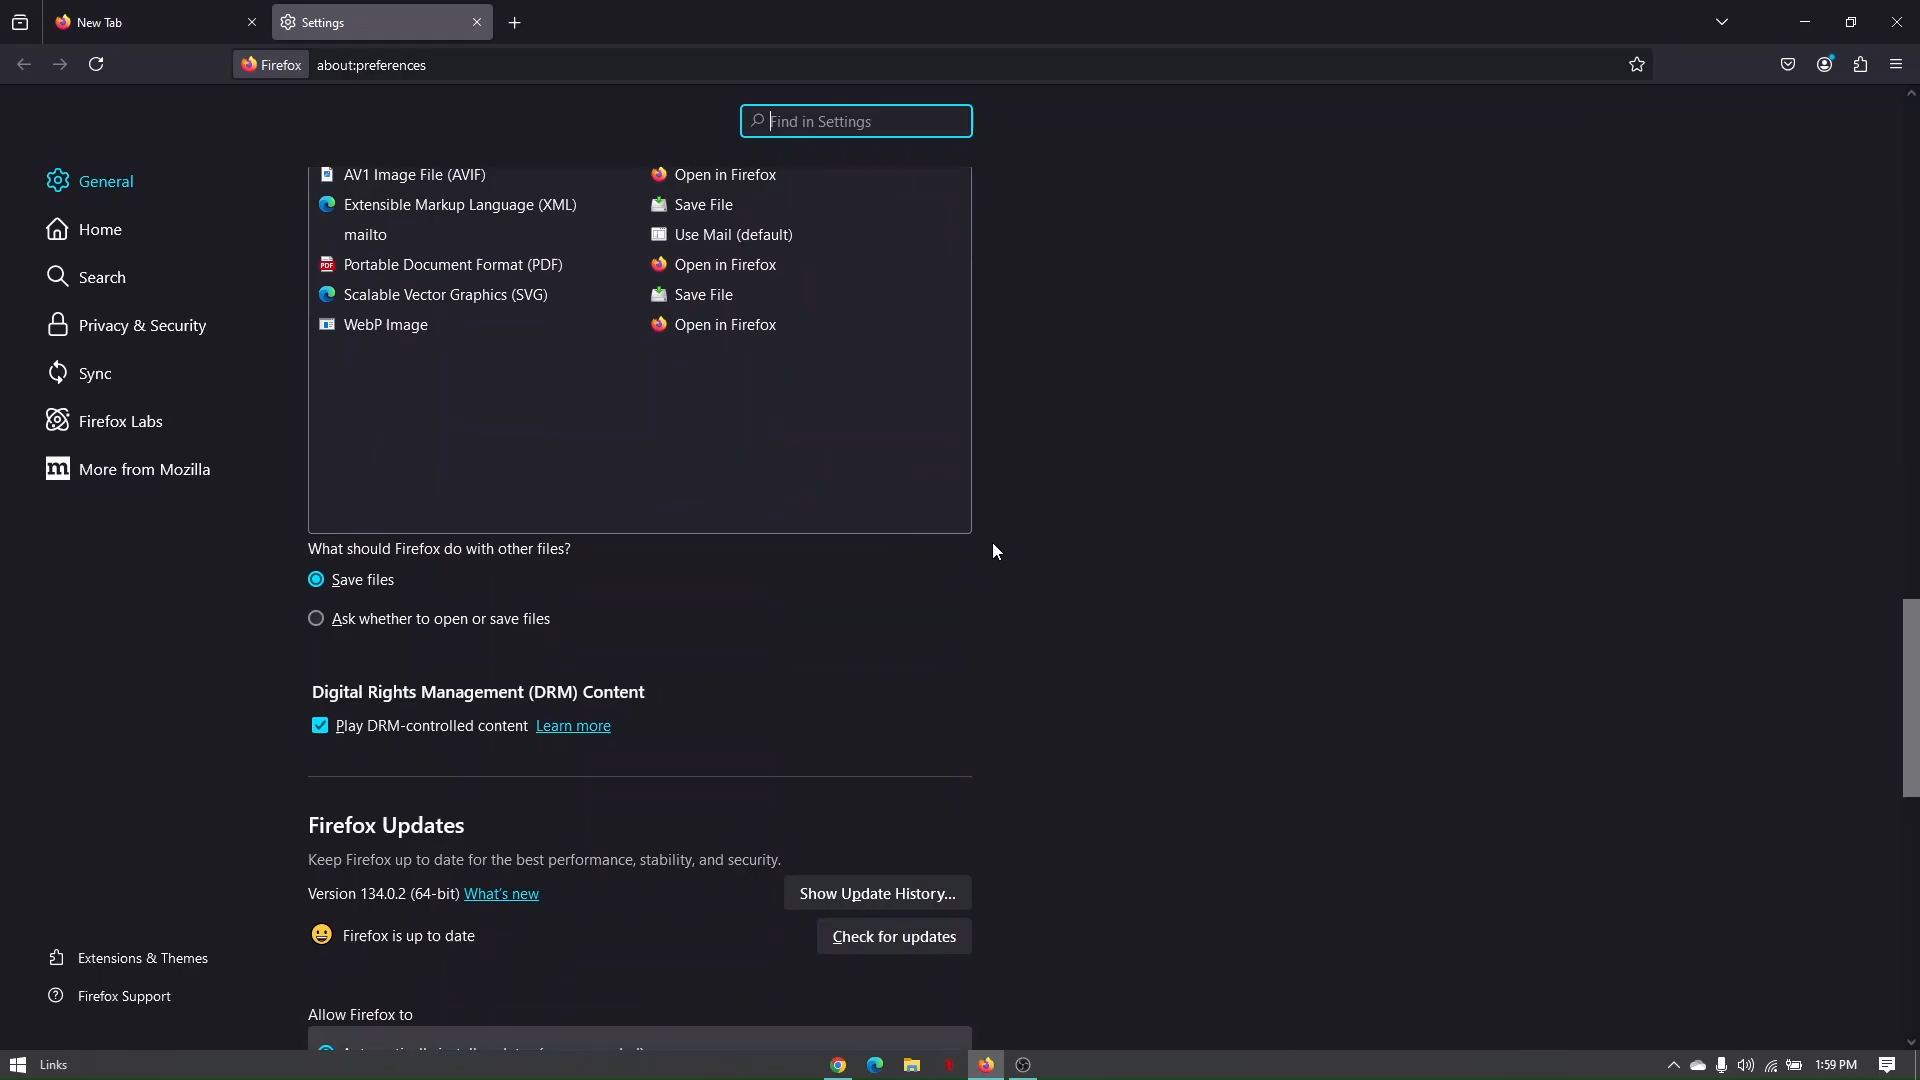 New Tab
Settings
Firefox
about:preferences
Find in Settings
General
Home
Search
Privacy & Security
Sync
Firefox Labs
More from Mozilla
Extensions & Themes
Firefox Support
AV1 Image File (AVIF) Open in Firefox
Extensible Markup Language (XML) Save File
mailto Use Mail (default)
PDF Portable Document Format (PDF) Open in Firefox
Scalable Vector Graphics (SVG) Save File
WebP Image Open in Firefox
What should Firefox do with other files?
Save files
Ask whether to open or save files
Digital Rights Management (DRM) Content
Play DRM-controlled content Learn more
Firefox Updates
Keep Firefox up to date for the best performance, stability, and security.
Version 134.0.2 (64-bit) What's new
Show Update History...
Firefox is up to date
Check for updates
Allow Firefox to
Links
1:59 PM